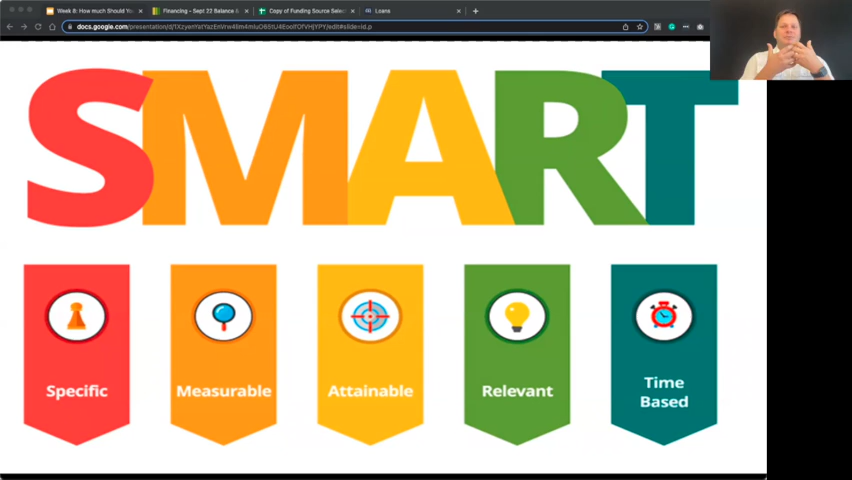 Week 8: How much Should You
Financing - Sept 22 Balance &
Copy of Funding Source Selec
Loans
SMART
Specific
Measurable
Attainable
Relevant
Time
Based